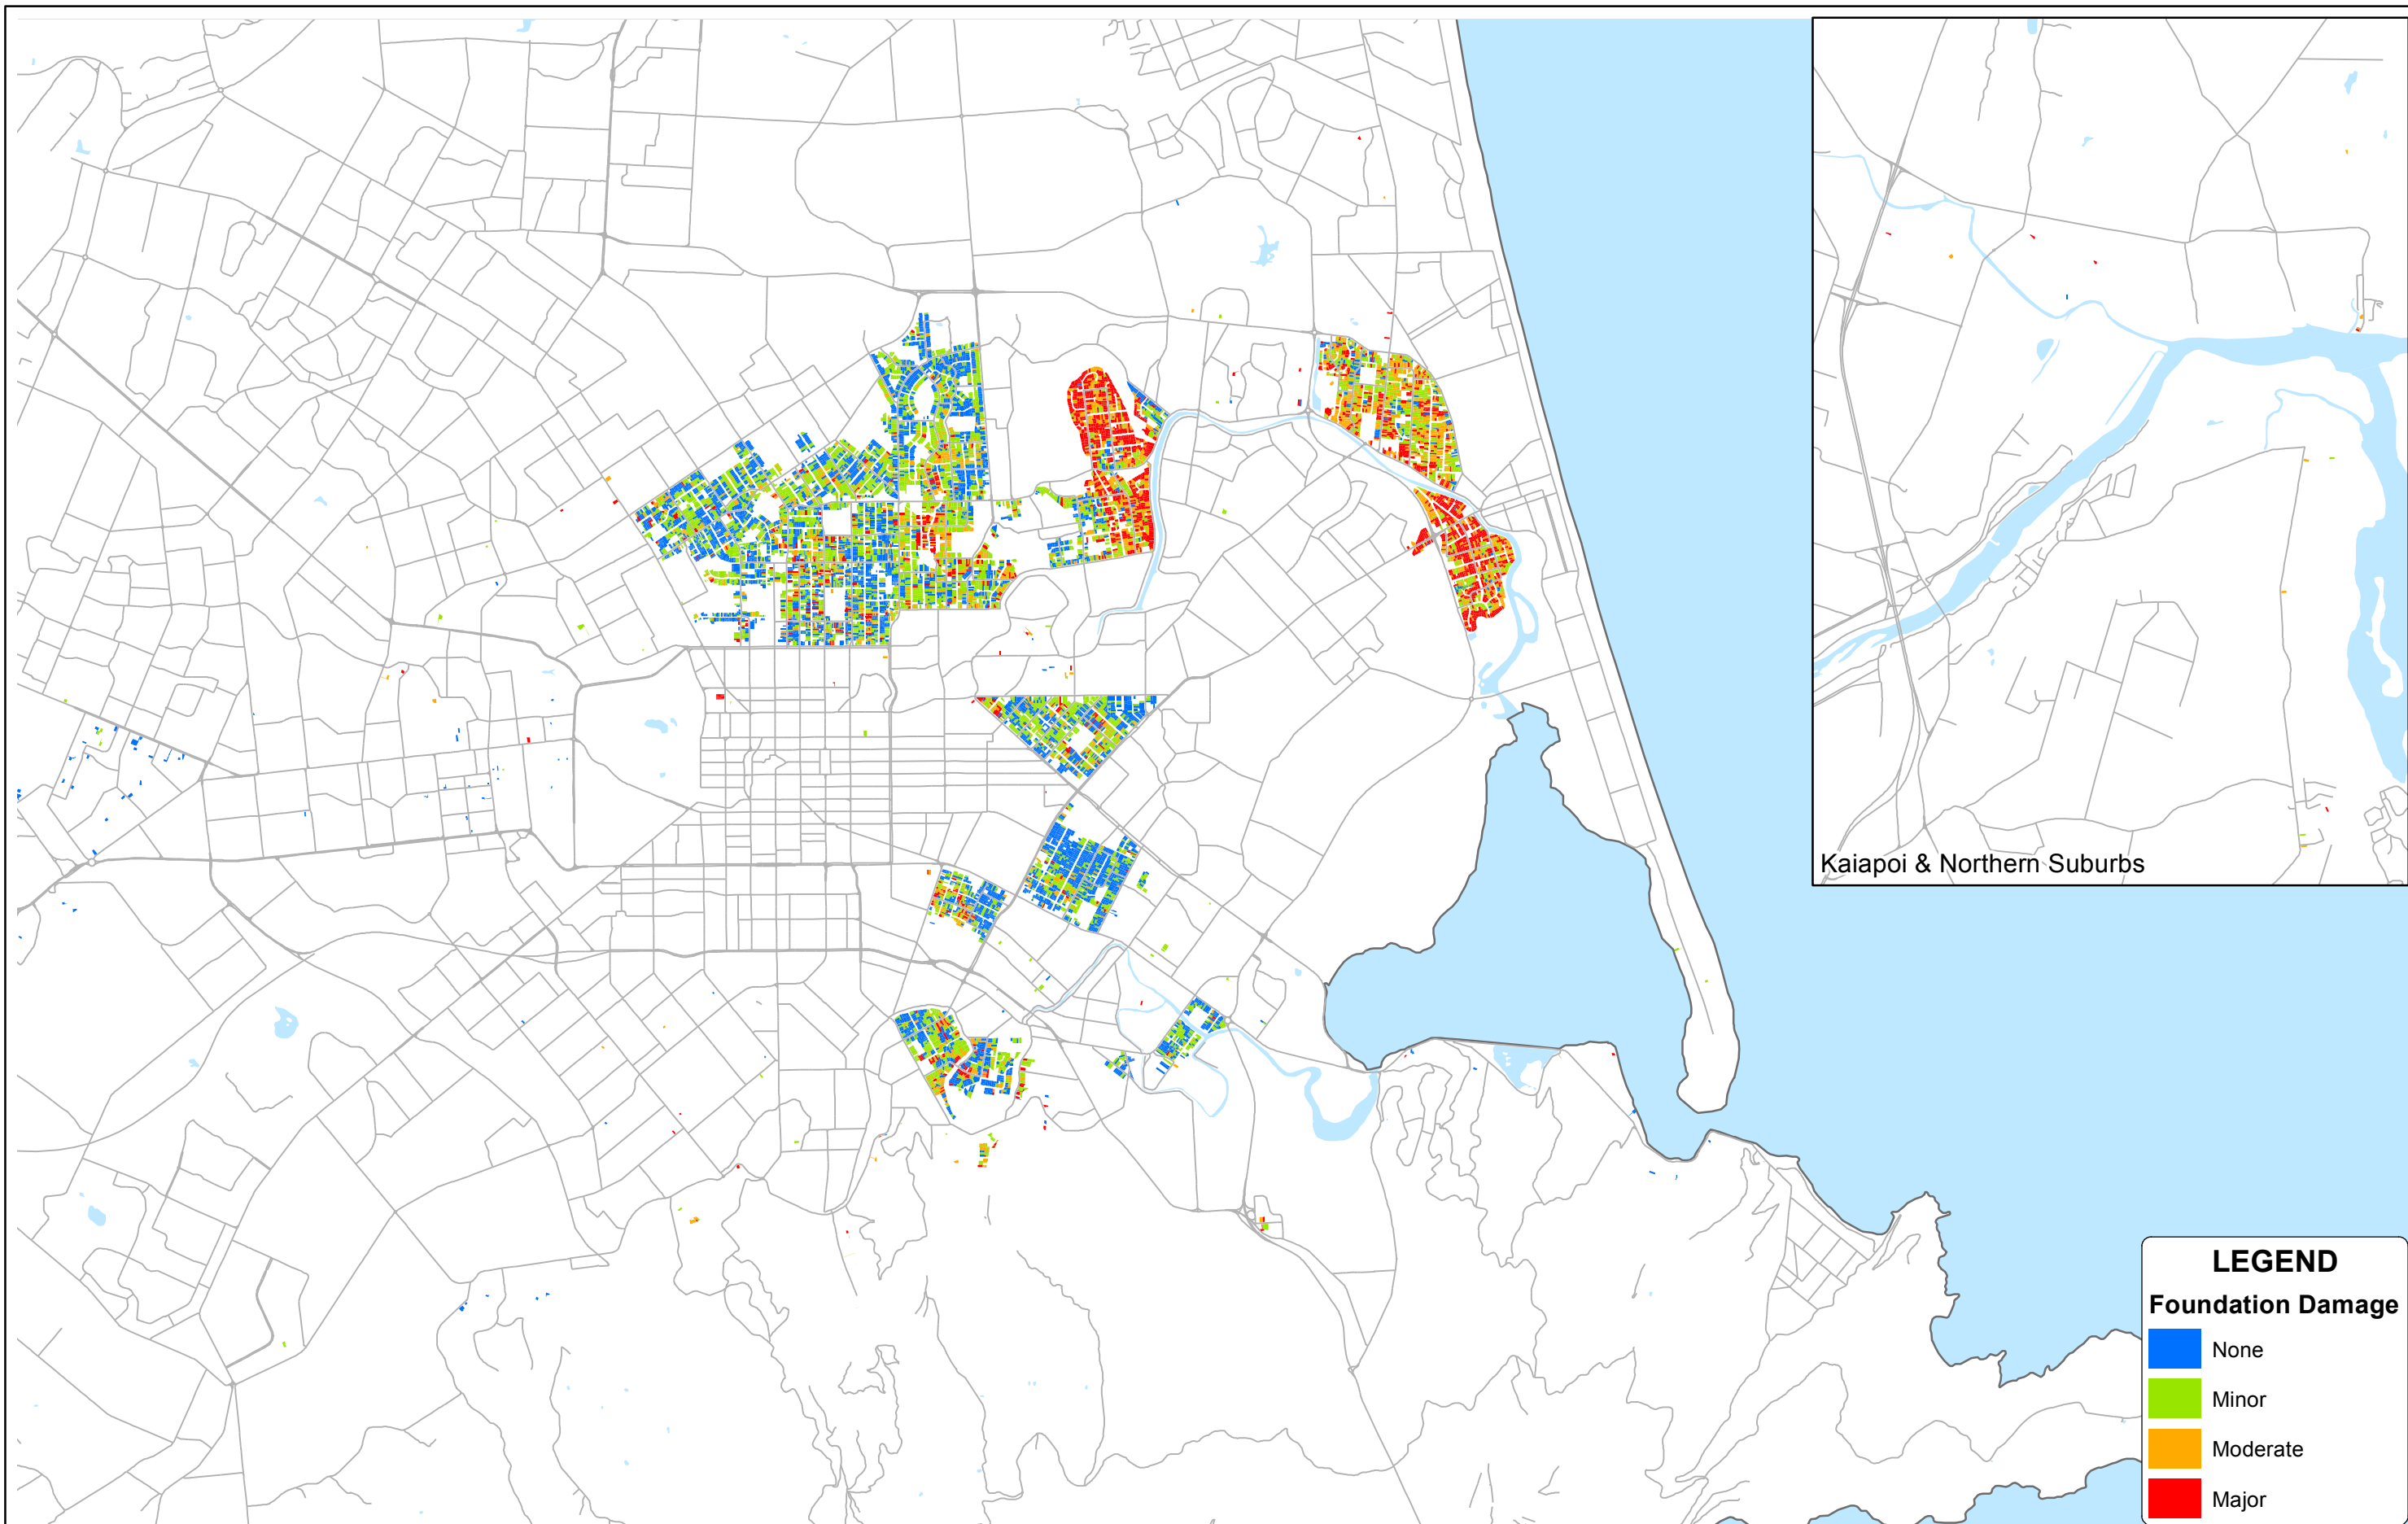 Kaiapoi & Northern Suburbs
LEGEND
Foundation Damage
None
Minor
Moderate
Major